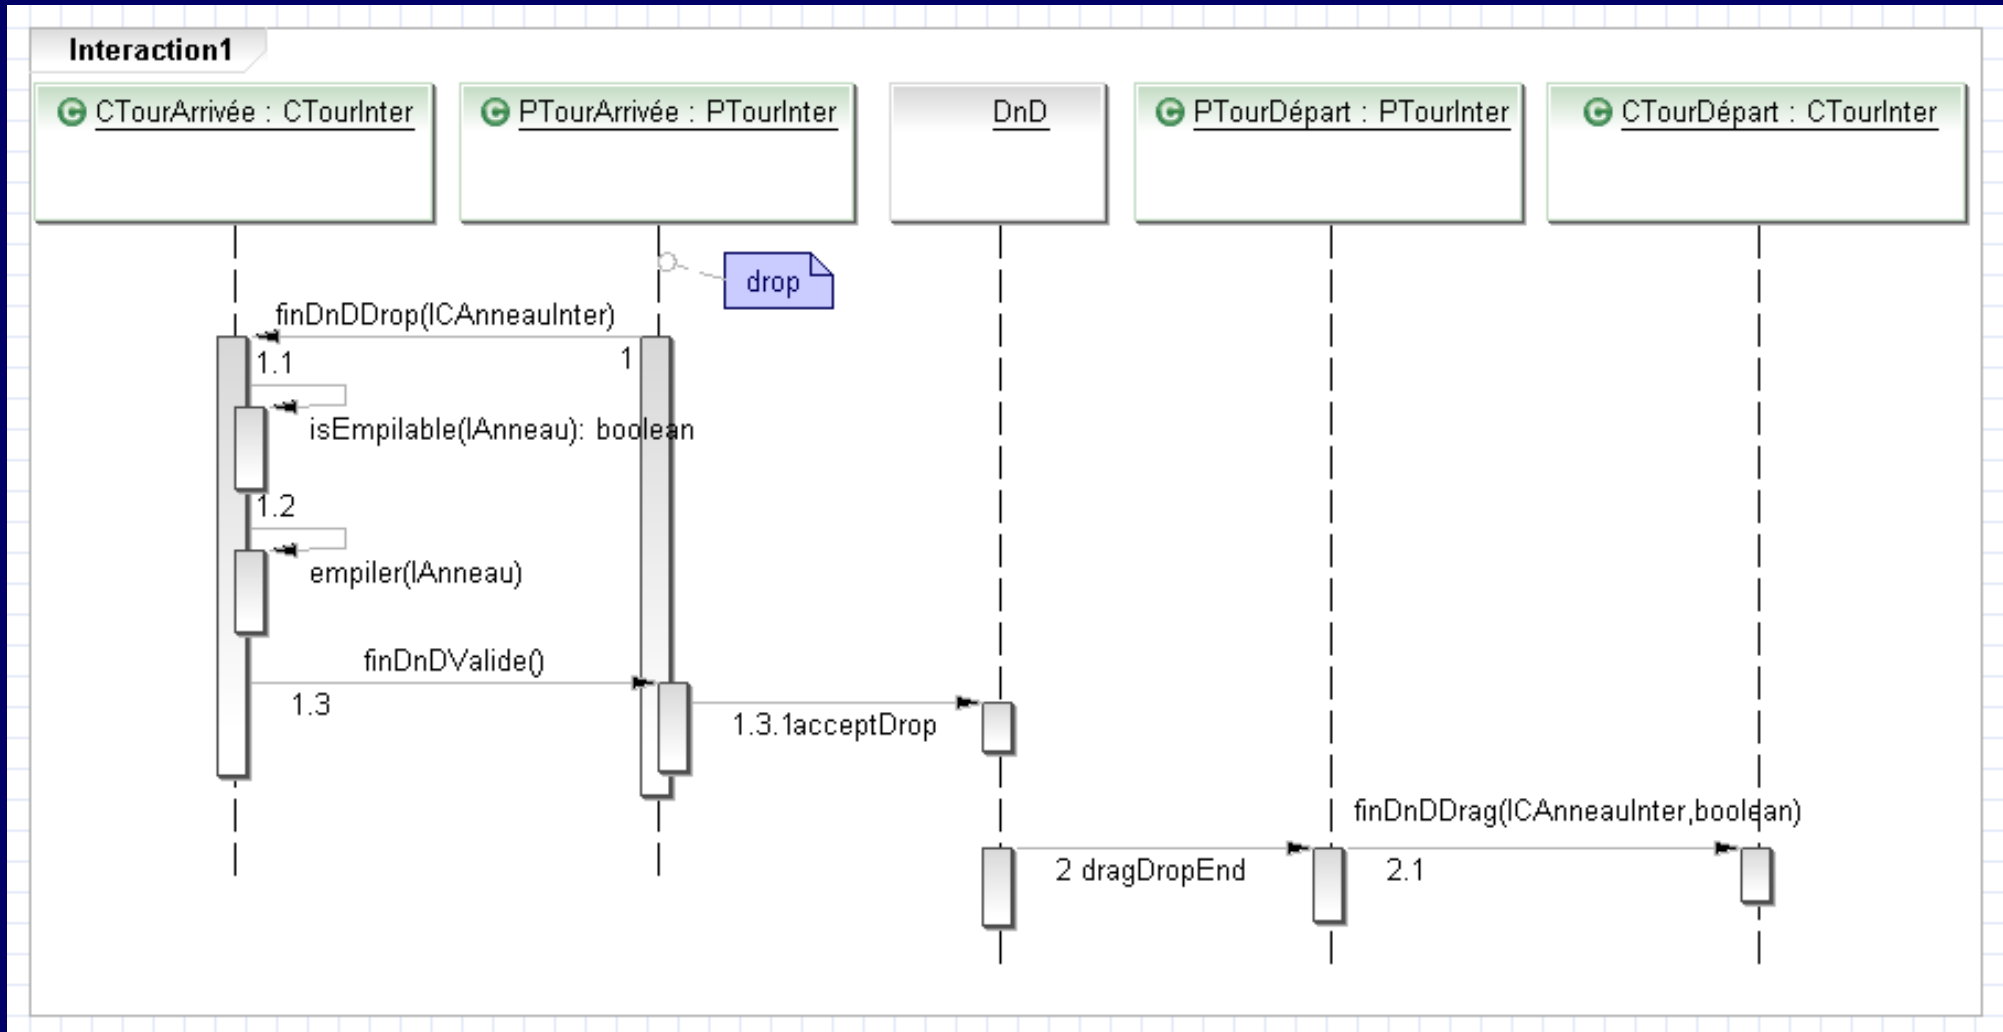 Interaction1
CTourArrivée : CTourInter
PTourArrivée : PTourInter
DnD
PTourDépart : PTourInter
CTourDépart : CTourInter
drop
finDnDDrop(ICAnneauInter)
1
1.1
isEmpilable(IAnneau): boolean
1.2
empiler(IAnneau)
finDnDValide()
1.3
1.3.1acceptDrop
finDnDDrag(ICAnneauInter,boolean)
2 dragDropEnd
2.1